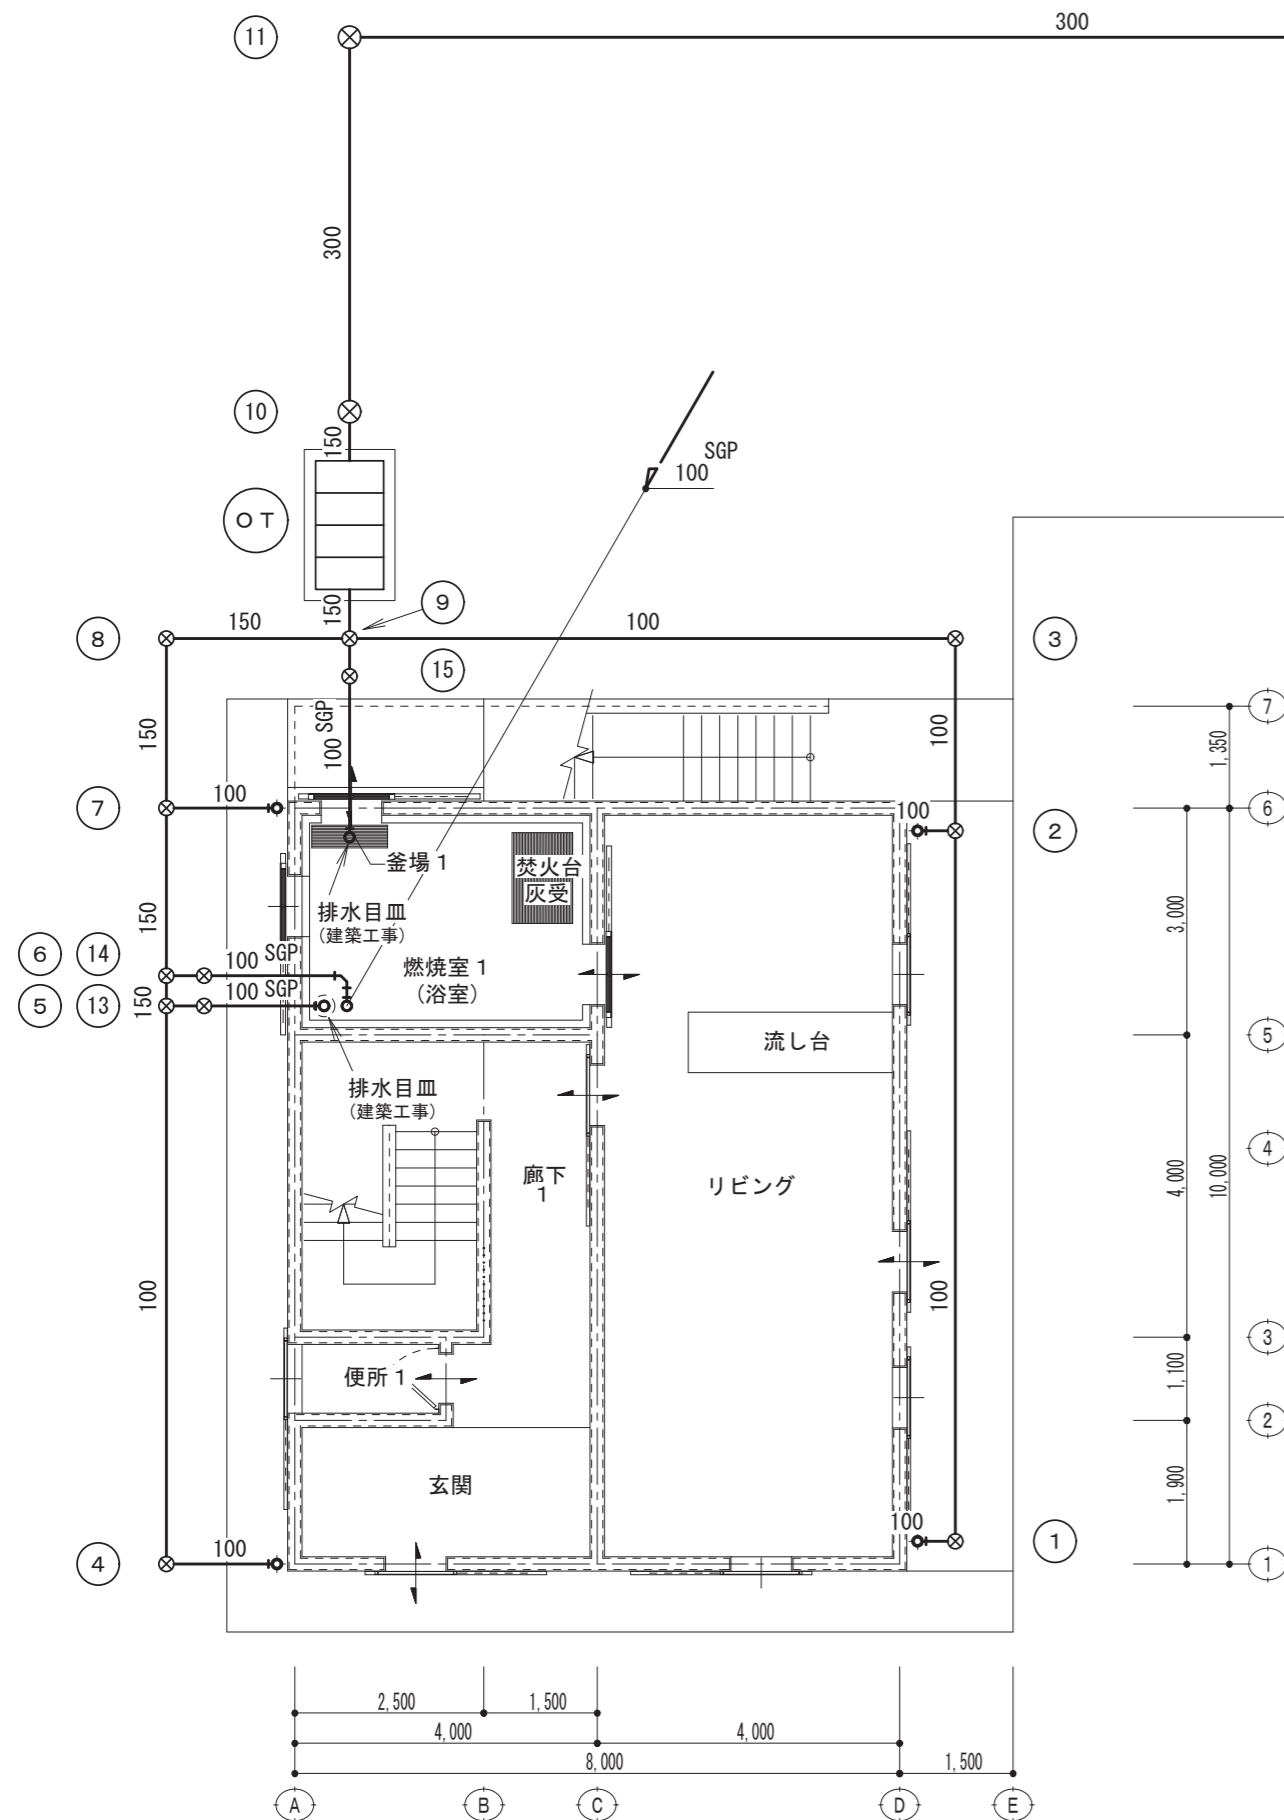 11
300
300
10
150
SGP
100
OT
150
9
8
150
100
3
15
SGP
100
150
100
7
1,350
7
100
100
2
6
釜場1
焚火台
灰受
排水目皿
(建築工事)
150
3,000
6
14
100 SGP
燃焼室1
(浴室)
5
13
150
100 SGP
流し台
5
排水目皿
(建築工事)
廊下
1
リビング
4
4,000
10,000
100
100
3
便所1
1,100
2
玄関
1,900
100
1
4
100
1
2,500
1,500
4,000
4,000
8,000
1,500
A
B
C
D
E